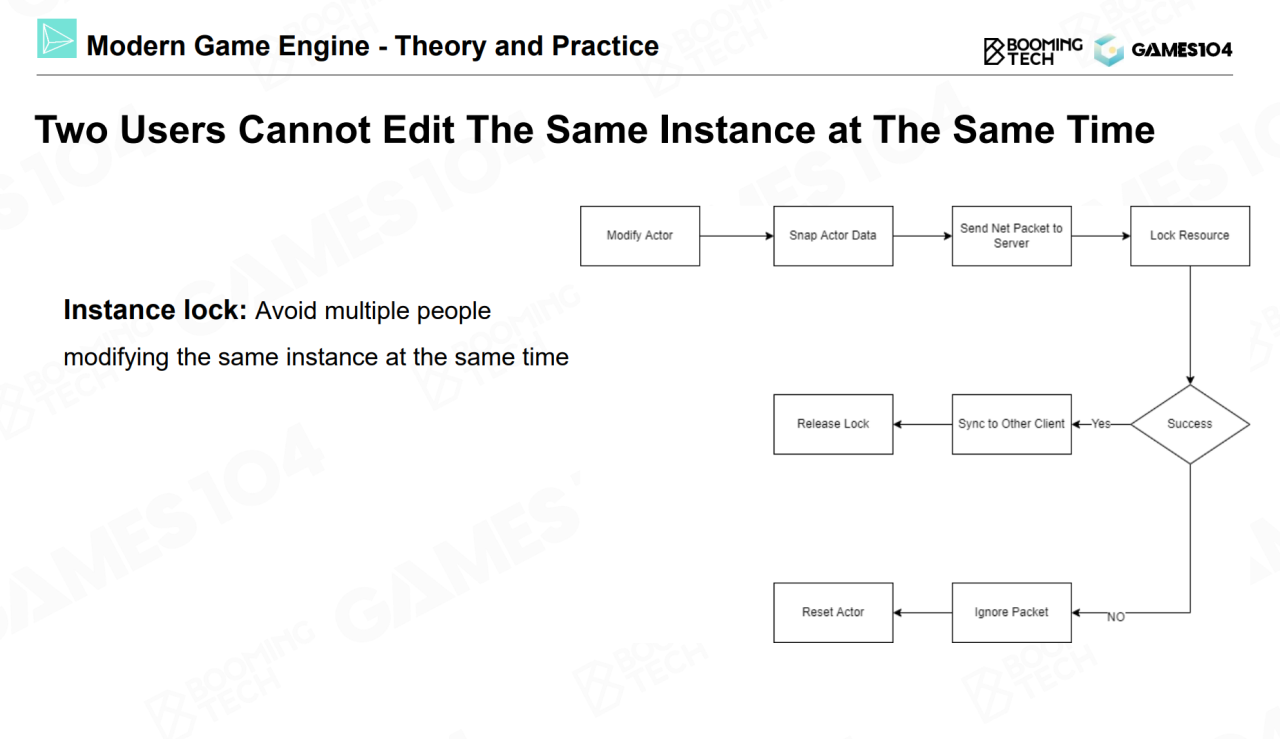 Modern Game Engine - Theory and Practice
BOOMING
TECH
GAMES104
Two Users Cannot Edit The Same Instance at The Same Time
Instance lock: Avoid multiple people
modifying the same instance at the same time
Modify Actor
Snap Actor Data
Send Net Packet to
Server
Lock Resource
Success
Yes
Sync to Other Client
Release Lock
NO
Ignore Packet
Reset Actor